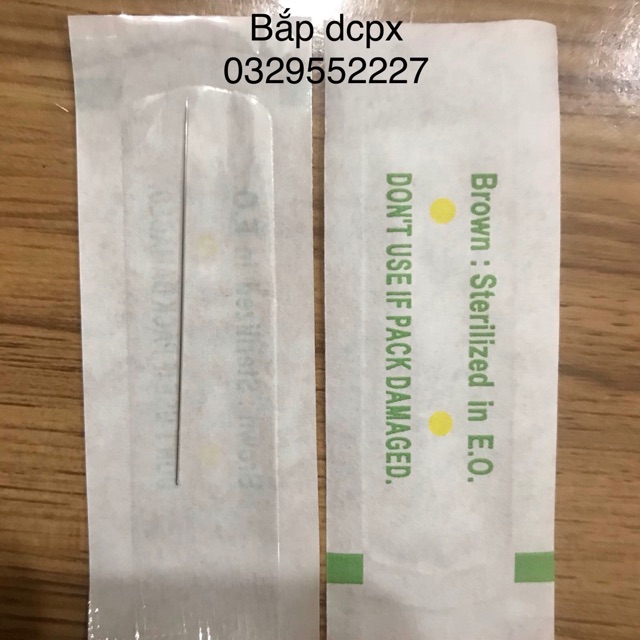 Bắp dcpx
0329552227
Brown : Sterilized in E.O.
DON'T USE IF PACK DAMAGED.